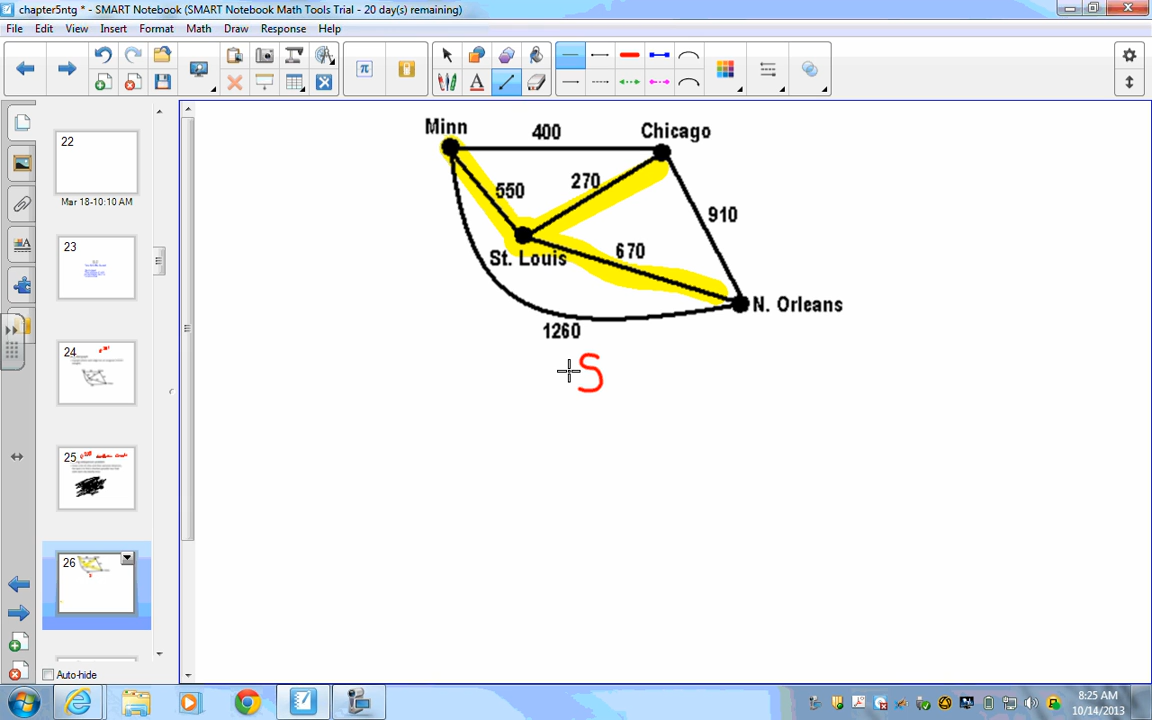 chapter5ntg * - SMART Notebook (SMART Notebook Math Tools Trial - 20 day(s) remaining)
File Edit View Insert Format Math Draw Response Help
π A
Minn 400 Chicago
550 270
910
St. Louis 670
N. Orleans
1260
S
22
Mar 18-10:10 AM
23
24
25
26
Auto-hide
8:25 AM
10/14/2013